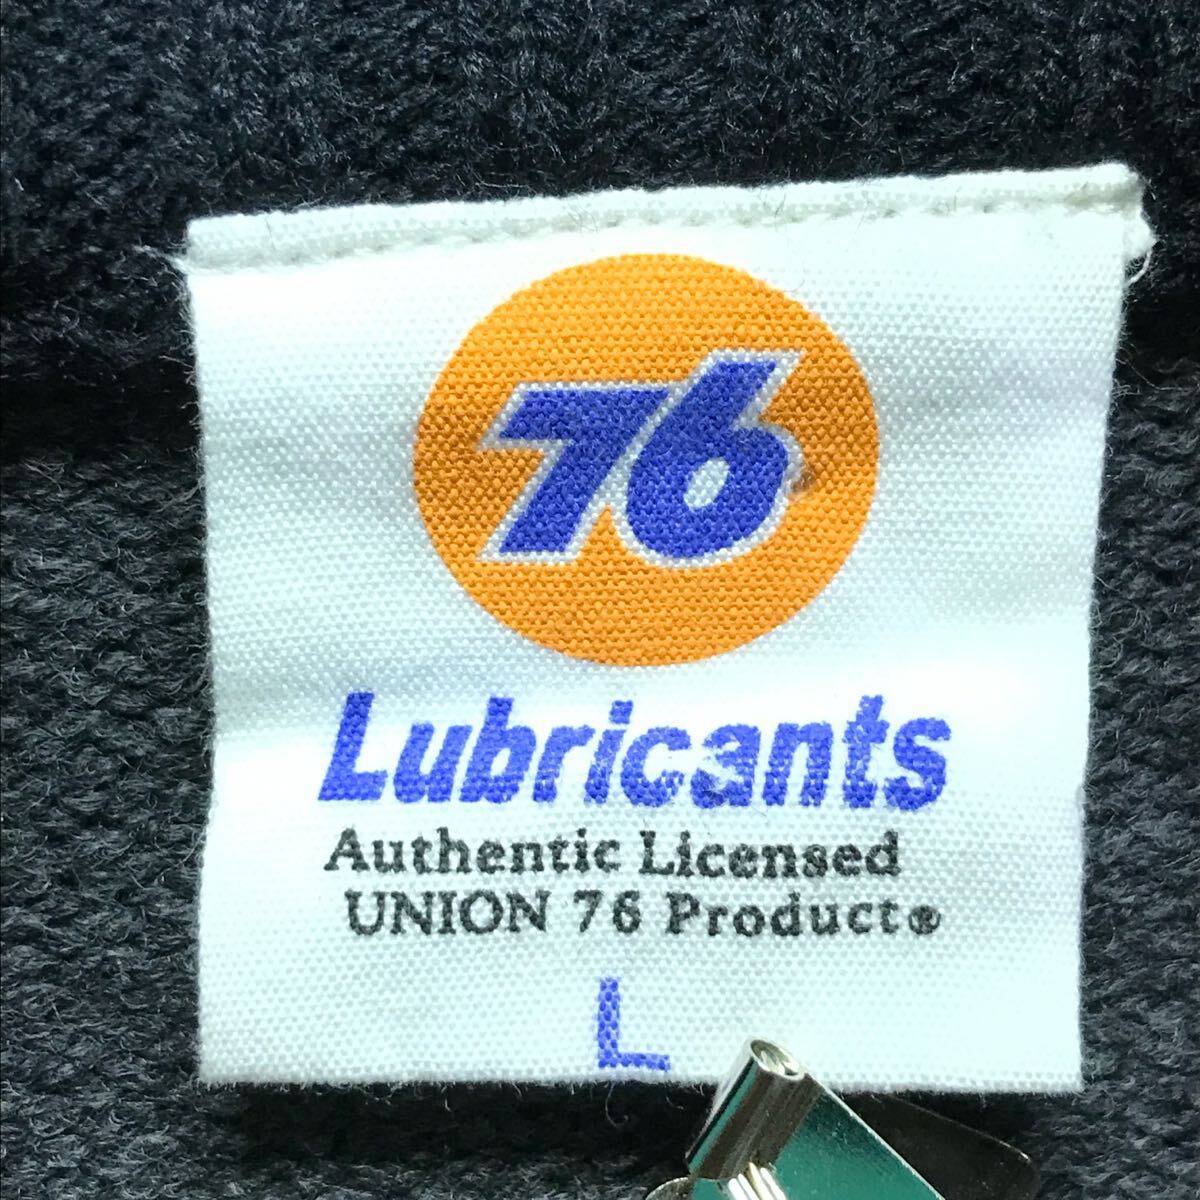 76
Lubricants
Authentic Licensed
UNION 76 Product®
L